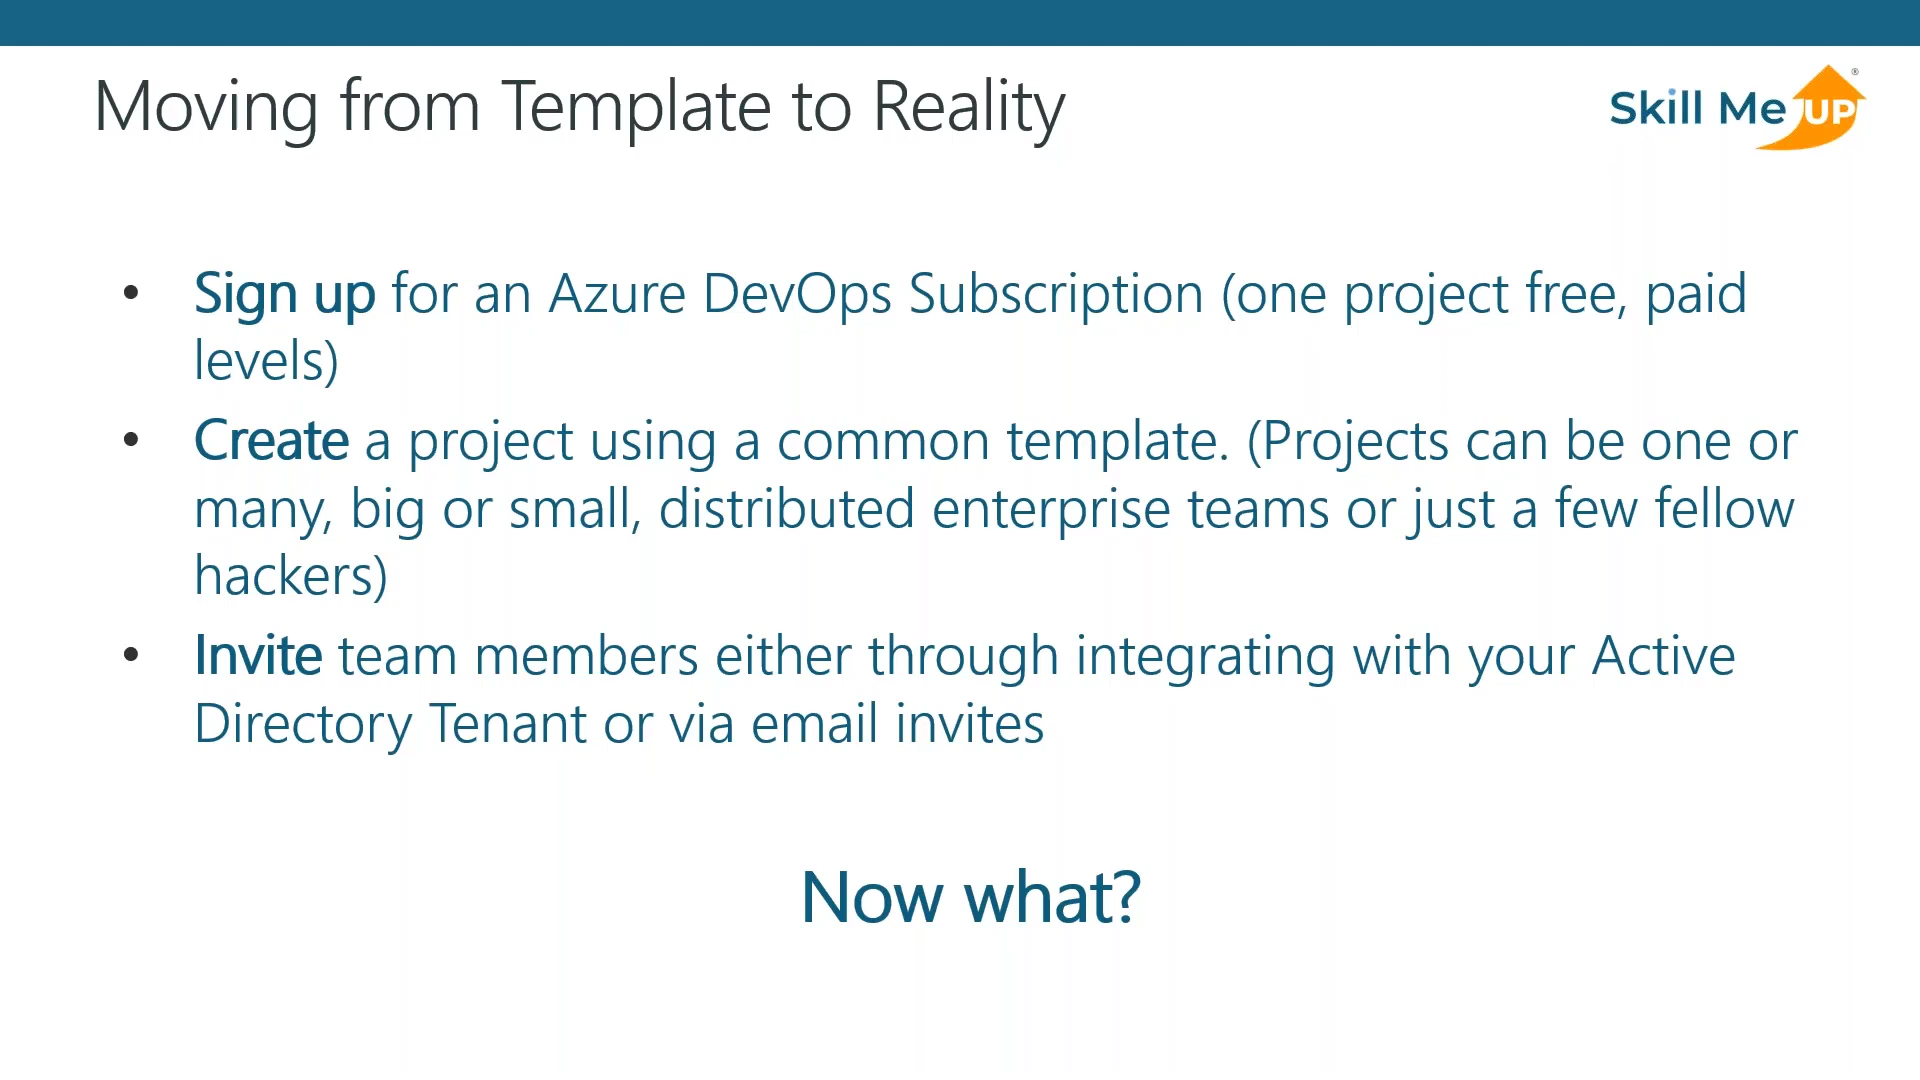 Moving from Template to Reality
Skill Me UP®
• Sign up for an Azure DevOps Subscription (one project free, paid
levels)
• Create a project using a common template. (Projects can be one or
many, big or small, distributed enterprise teams or just a few fellow
hackers)
• Invite team members either through integrating with your Active
Directory Tenant or via email invites
Now what?